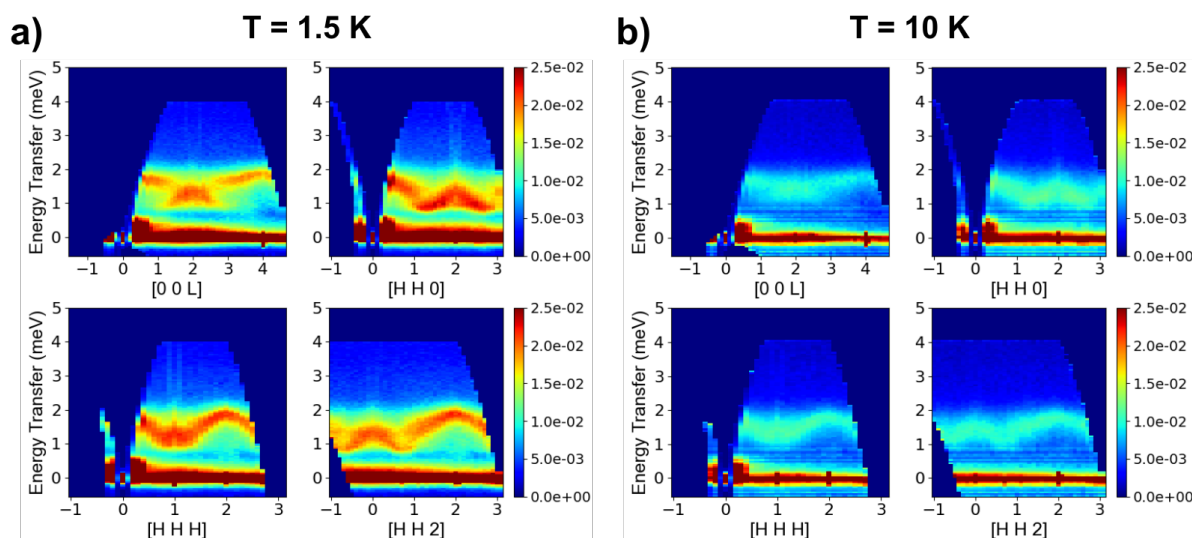 a)
T = 1.5 K
b)
T = 10 K
Energy Transfer (meV)
5
4
3
2
1
0
−1 0 1 2 3 4
[0 0 L]
5
4
3
2
1
0
−1 0 1 2 3
[H H 0]
2.5e-02
2.0e-02
1.5e-02
1.0e-02
5.0e-03
0.0e+00
Energy Transfer (meV)
5
4
3
2
1
0
−1 0 1 2 3 4
[0 0 L]
5
4
3
2
1
0
−1 0 1 2 3
[H H 0]
2.5e-02
2.0e-02
1.5e-02
1.0e-02
5.0e-03
0.0e+00
Energy Transfer (meV)
5
4
3
2
1
0
−1 0 1 2 3
[H H H]
5
4
3
2
1
0
−1 0 1 2 3
[H H 2]
2.5e-02
2.0e-02
1.5e-02
1.0e-02
5.0e-03
0.0e+00
Energy Transfer (meV)
5
4
3
2
1
0
−1 0 1 2 3
[H H H]
5
4
3
2
1
0
−1 0 1 2 3
[H H 2]
2.5e-02
2.0e-02
1.5e-02
1.0e-02
5.0e-03
0.0e+00